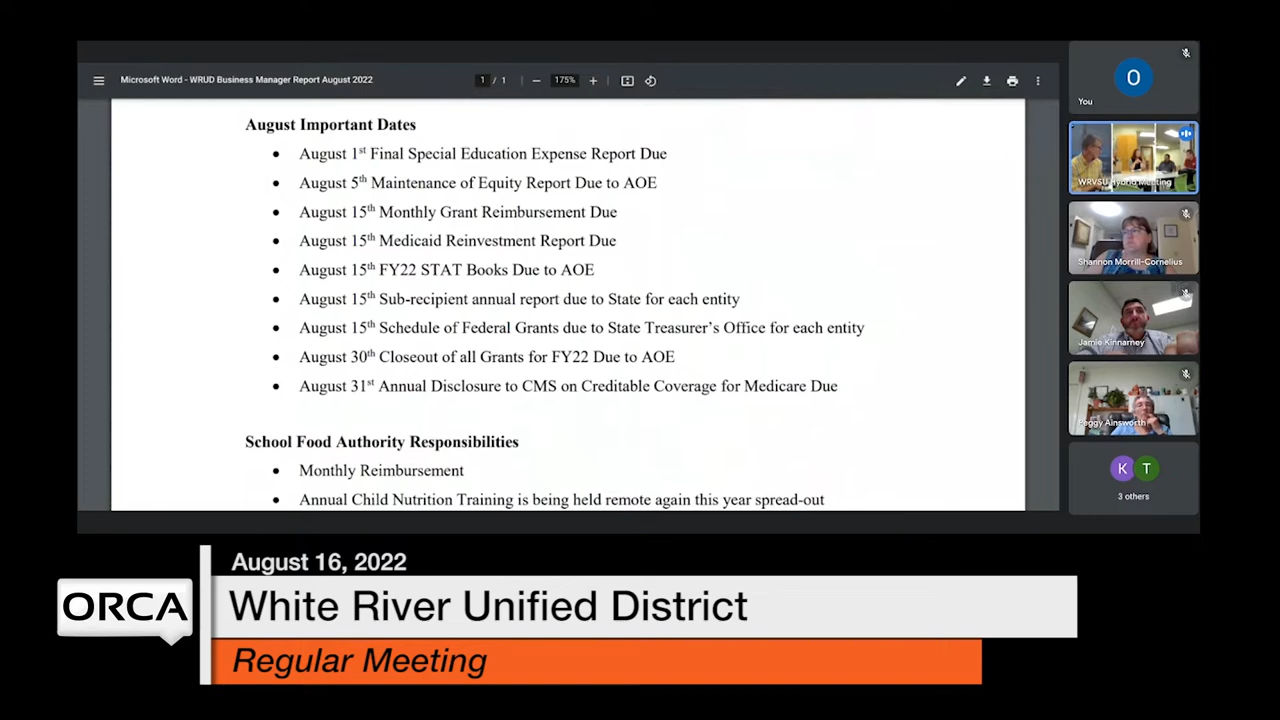 Microsoft Word - WRUD Business Manager Report August 2022
1 / 1
175%
August Important Dates
• August 1st Final Special Education Expense Report Due
• August 5th Maintenance of Equity Report Due to AOE
• August 15th Monthly Grant Reimbursement Due
• August 15th Medicaid Reinvestment Report Due
• August 15th FY22 STAT Books Due to AOE
• August 15th Sub-recipient annual report due to State for each entity
• August 15th Schedule of Federal Grants due to State Treasurer's Office for each entity
• August 30th Closeout of all Grants for FY22 Due to AOE
• August 31st Annual Disclosure to CMS on Creditable Coverage for Medicare Due
School Food Authority Responsibilities
• Monthly Reimbursement
• Annual Child Nutrition Training is being held remote again this year spread-out
O
You
WRVSU Hybrid Meeting
Shannon Morrill-Cornelius
Jamie Kinnarney
Peggy Ainsworth
K T
3 others
August 16, 2022
ORCA
White River Unified District
Regular Meeting